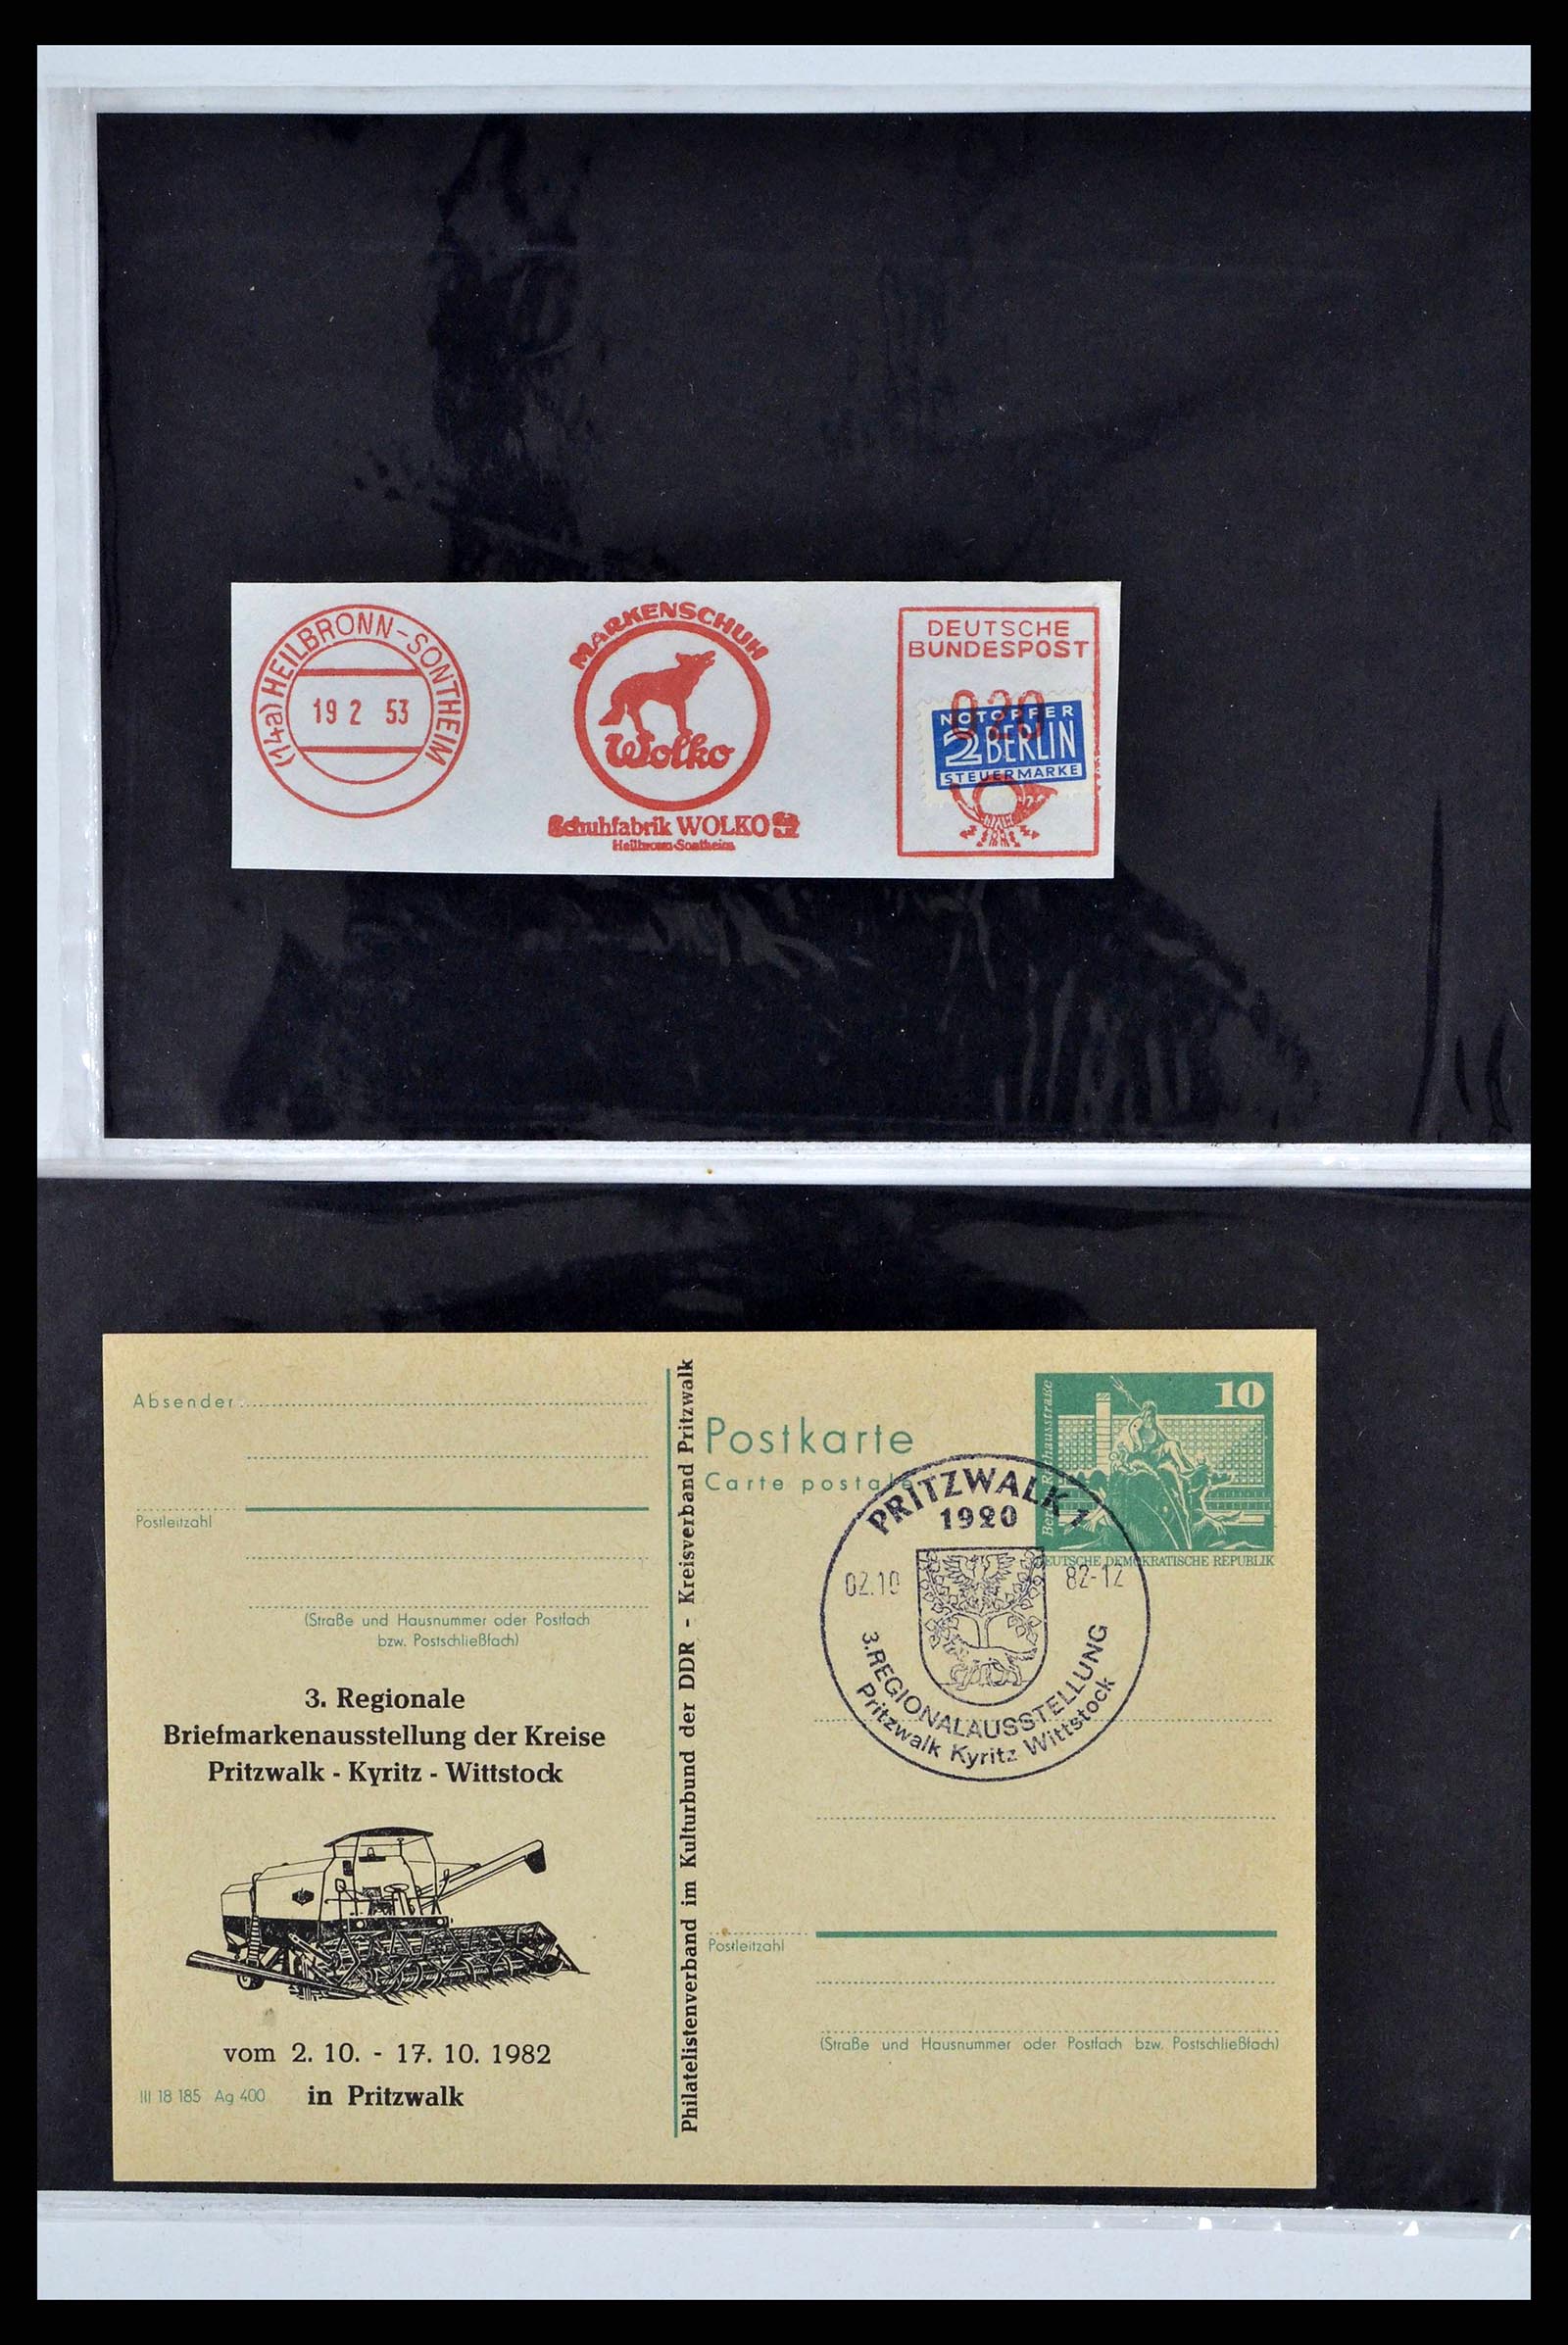 (14a) HEILBRONN-SONTHEIM
19 2 53
MARKENSCHUH
Wolko
Schuhfabrik WOLKO
Heilbronn-Sontheim
DEUTSCHE
BUNDESPOST
020
NOTOPFER
2 BERLIN
STEUERMARKE
Absender
Postleitzahl
(Straße und Hausnummer oder Postfach
bzw. Postschließfach)
3. Regionale
Briefmarkenausstellung der Kreise
Pritzwalk - Kyritz - Wittstock
vom 2. 10. - 17. 10. 1982
in Pritzwalk
III 18 185 Ag 400
Philatelistenverband im Kulturbund der DDR - Kreisverband Pritzwalk
Postkarte
Carte postale
10
Berlin, Rathausstraße
DEUTSCHE DEMOKRATISCHE REPUBLIK
PRITZWALK 1
1920
02.10 82-12
3.REGIONALAUSSTELLUNG
Pritzwalk Kyritz Wittstock
Postleitzahl
(Straße und Hausnummer oder Postfach bzw. Postschließfach)